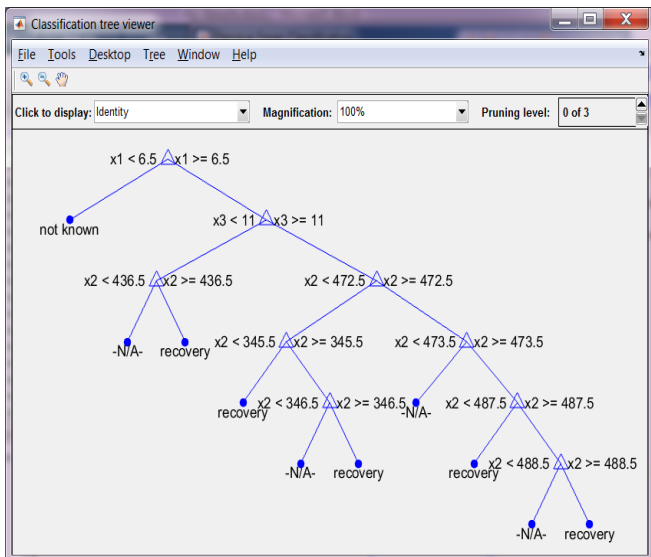 Classification tree viewer
File Tools Desktop Tree Window Help
Click to display: Identity Magnification: 100% Pruning level: 0 of 3
x1 < 6.5 x1 >= 6.5
not known x3 < 11 x3 >= 11
x2 < 436.5 x2 >= 436.5 x2 < 472.5 x2 >= 472.5
-N/A- recovery x2 < 345.5 x2 >= 345.5 x2 < 473.5 x2 >= 473.5
recovery x2 < 346.5 x2 >= 346.5 -N/A- x2 < 487.5 x2 >= 487.5
-N/A- recovery recovery x2 < 488.5 x2 >= 488.5
-N/A- recovery